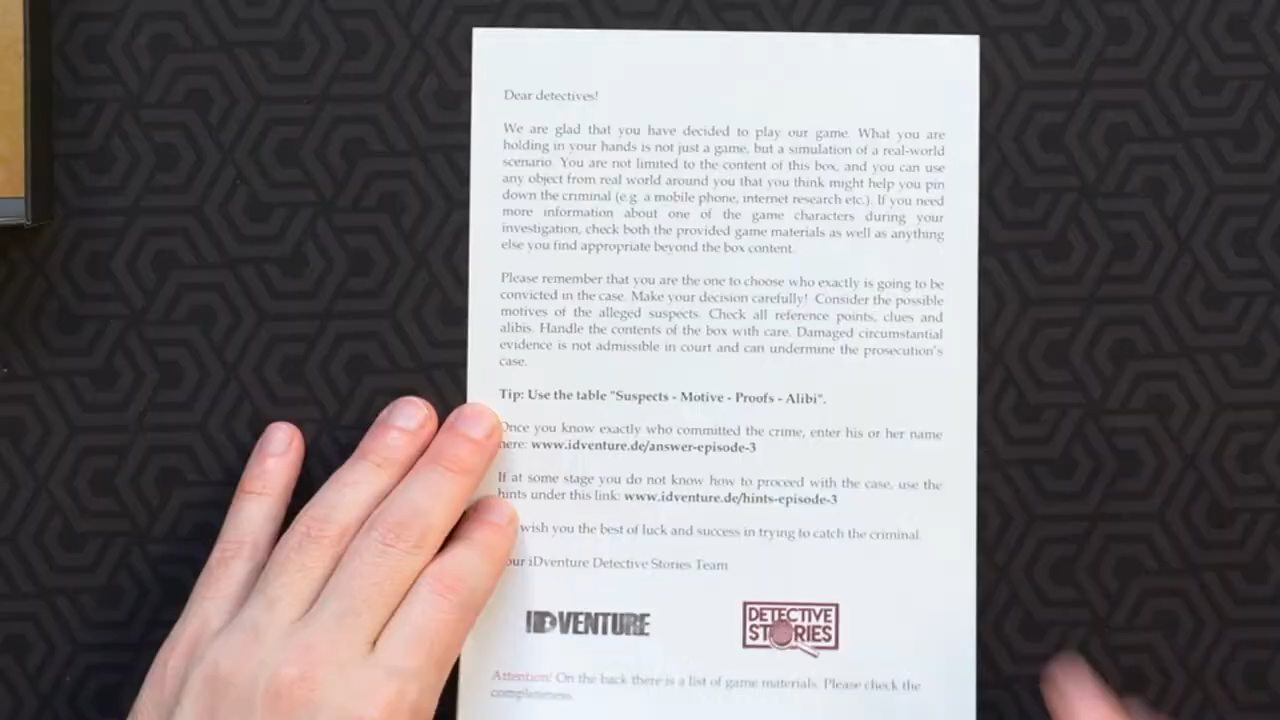 Dear detectives!
We are glad that you have decided to play our game. What you are
holding in your hands is not just a game, but a simulation of a real-world
scenario. You are not limited to the content of this box, and you can use
any object from real world around you that you think might help you pin
down the criminal (e.g. a mobile phone, internet research etc.). If you need
more information about one of the game characters during your
investigation, check both the provided game materials as well as anything
else you find appropriate beyond the box content.
Please remember that you are the one to choose who exactly is going to be
convicted in the case. Make your decision carefully! Consider the possible
motives of the alleged suspects. Check all reference points, clues and
alibis. Handle the contents of the box with care. Damaged circumstantial
evidence is not admissible in court and can undermine the prosecution's
case.
Tip: Use the table "Suspects - Motive - Proofs - Alibi".
Once you know exactly who committed the crime, enter his or her name
here: www.idventure.de/answer-episode-3
If at some stage you do not know how to proceed with the case, use the
hints under this link: www.idventure.de/hints-episode-3
wish you the best of luck and success in trying to catch the criminal.
our iDventure Detective Stories Team
IDVENTURE
DETECTIVE
STORIES
Attention! On the back there is a list of game materials. Please check the
completeness.